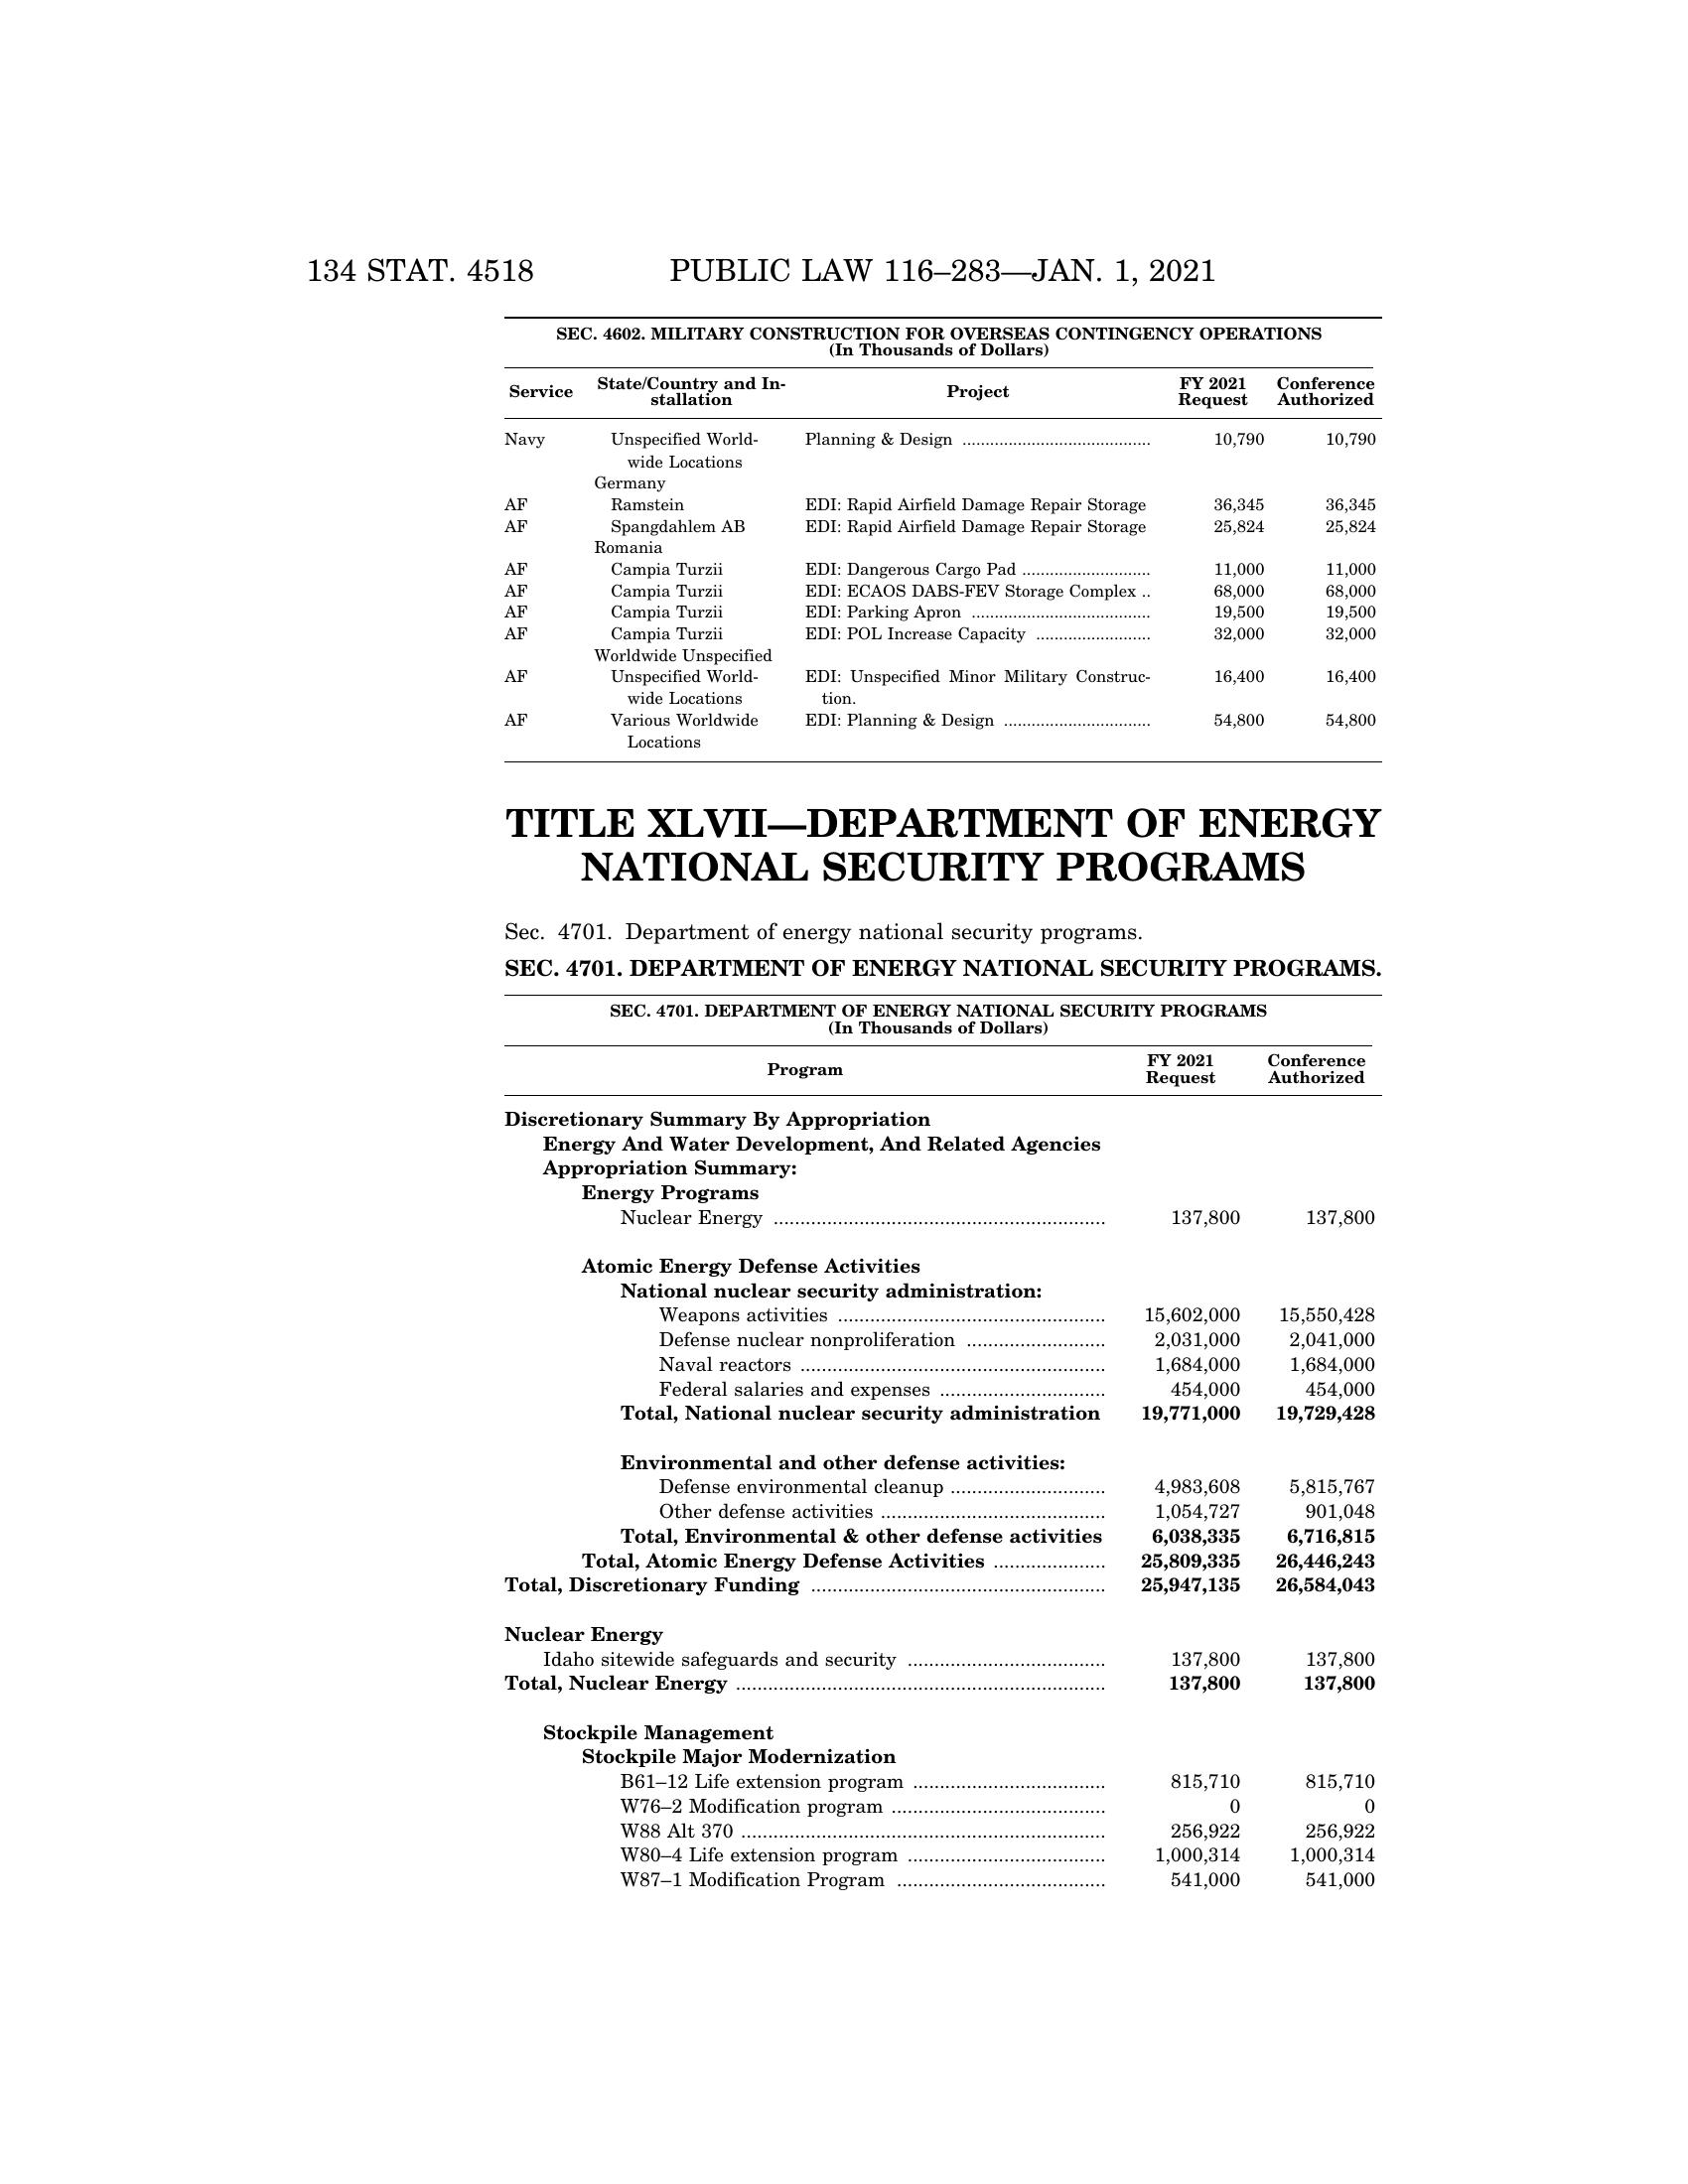 134 STAT. 4518 PUBLIC LAW 116–283—JAN. 1, 2021
SEC. 4602. MILITARY CONSTRUCTION FOR OVERSEAS CONTINGENCY OPERATIONS
(In Thousands of Dollars)
Service State/Country and In- Project FY 2021 Conference
stallation Request Authorized
Navy Unspecified World- Planning & Design ........................................ 10,790 10,790
wide Locations
Germany
AF Ramstein EDI: Rapid Airfield Damage Repair Storage 36,345 36,345
AF Spangdahlem AB EDI: Rapid Airfield Damage Repair Storage 25,824 25,824
Romania
AF Campia Turzii EDI: Dangerous Cargo Pad ............................ 11,000 11,000
AF Campia Turzii EDI: ECAOS DABS-FEV Storage Complex .. 68,000 68,000
AF Campia Turzii EDI: Parking Apron ....................................... 19,500 19,500
AF Campia Turzii EDI: POL Increase Capacity ......................... 32,000 32,000
Worldwide Unspecified
AF Unspecified World- EDI: Unspecified Minor Military Construc- 16,400 16,400
wide Locations tion.
AF Various Worldwide EDI: Planning & Design ................................ 54,800 54,800
Locations
TITLE XLVII—DEPARTMENT OF ENERGY
NATIONAL SECURITY PROGRAMS
Sec. 4701. Department of energy national security programs.
SEC. 4701. DEPARTMENT OF ENERGY NATIONAL SECURITY PROGRAMS.
SEC. 4701. DEPARTMENT OF ENERGY NATIONAL SECURITY PROGRAMS
(In Thousands of Dollars)
Program FY 2021 Conference
Request Authorized
Discretionary Summary By Appropriation
Energy And Water Development, And Related Agencies
Appropriation Summary:
Energy Programs
Nuclear Energy .............................................................. 137,800 137,800
Atomic Energy Defense Activities
National nuclear security administration:
Weapons activities .................................................. 15,602,000 15,550,428
Defense nuclear nonproliferation .......................... 2,031,000 2,041,000
Naval reactors ......................................................... 1,684,000 1,684,000
Federal salaries and expenses ............................... 454,000 454,000
Total, National nuclear security administration 19,771,000 19,729,428
Environmental and other defense activities:
Defense environmental cleanup ............................. 4,983,608 5,815,767
Other defense activities .......................................... 1,054,727 901,048
Total, Environmental & other defense activities 6,038,335 6,716,815
Total, Atomic Energy Defense Activities ..................... 25,809,335 26,446,243
Total, Discretionary Funding ....................................................... 25,947,135 26,584,043
Nuclear Energy
Idaho sitewide safeguards and security ..................................... 137,800 137,800
Total, Nuclear Energy ..................................................................... 137,800 137,800
Stockpile Management
Stockpile Major Modernization
B61–12 Life extension program .................................... 815,710 815,710
W76–2 Modification program ........................................ 0 0
W88 Alt 370 .................................................................... 256,922 256,922
W80–4 Life extension program ..................................... 1,000,314 1,000,314
W87–1 Modification Program ....................................... 541,000 541,000